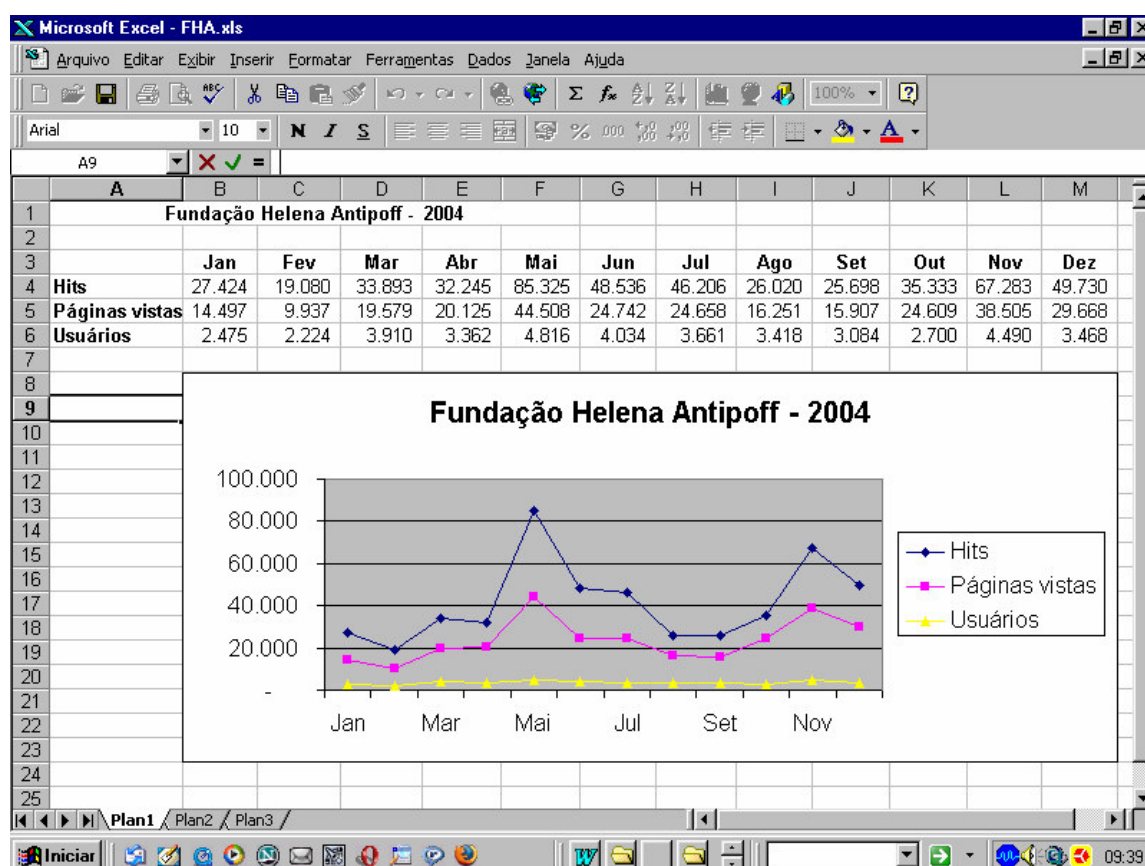 Microsoft Excel - FHA.xls
Arquivo Editar Exibir Inserir Formatar Ferramentas Dados Janela Ajuda
ABC Σ fx 100% ?
Arial 10 N I S % 000 A
A9 =
A B C D E F G H I J K L M
1 Fundação Helena Antipoff - 2004
2
3 Jan Fev Mar Abr Mai Jun Jul Ago Set Out Nov Dez
4 Hits 27.424 19.080 33.893 32.245 85.325 48.536 46.206 26.020 25.698 35.333 67.283 49.730
5 Páginas vistas 14.497 9.937 19.579 20.125 44.508 24.742 24.658 16.251 15.907 24.609 38.505 29.668
6 Usuários 2.475 2.224 3.910 3.362 4.816 4.034 3.661 3.418 3.084 2.700 4.490 3.468
7
8
9 Fundação Helena Antipoff - 2004
10
11
12 100.000
13
14 80.000
15 Hits
16 60.000 Páginas vistas
17 40.000
18 Usuários
19 20.000
20
21 -
22 Jan Mar Mai Jul Set Nov
23
24
25
Plan1 Plan2 Plan3
Iniciar 09:39